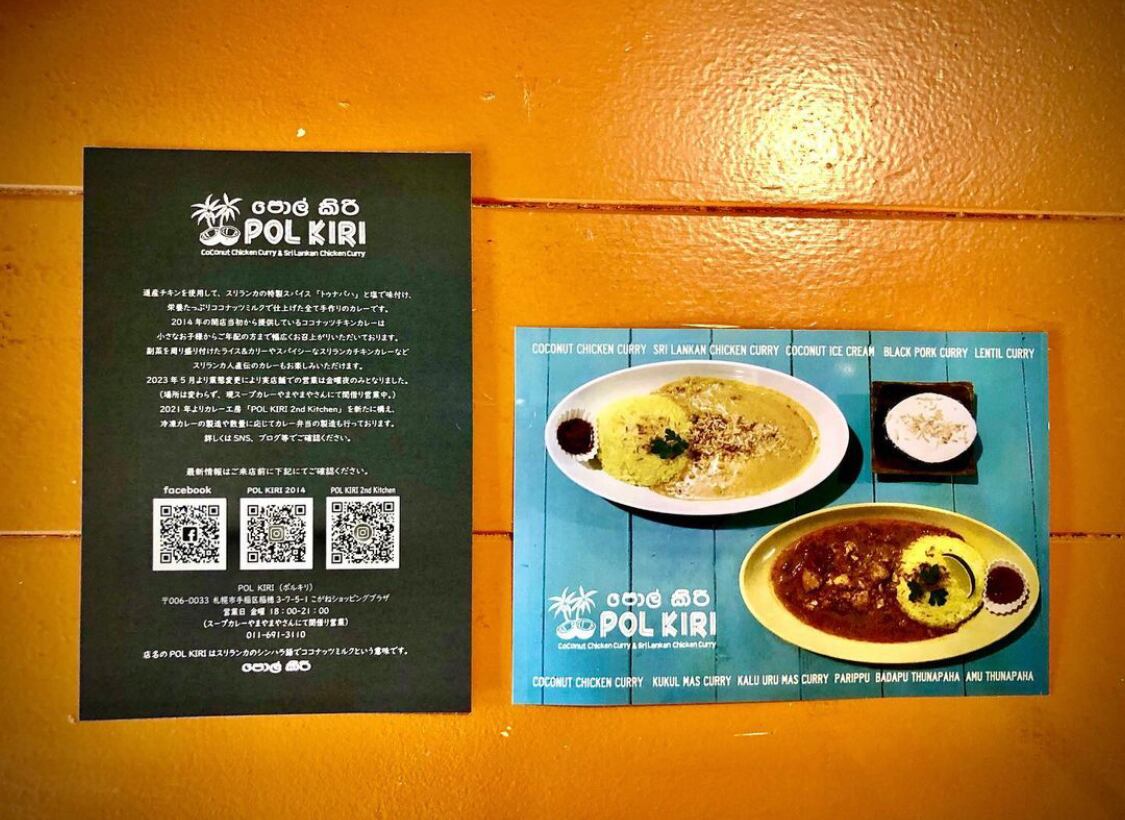 පොල් කිරි
POL KIRI
CoConut Chicken Curry & Sri Lankan Chicken Curry
道産チキンを使用して、スリランカの特製スパイス「トゥナパハ」と塩で味付け、
栄養たっぷりココナッツミルクで仕上げた全て手作りのカレーです。
2014年の開店当初から提供しているココナッツチキンカレーは
小さなお子様からご年配の方まで幅広くお召上がりいただいております。
副菜を周り盛り付けたライス&カリーやスパイシーなスリランカチキンカレーなど
スリランカ人直伝のカレーもお楽しみいただけます。
2023年5月より業態変更により実店舗での営業は金曜夜のみとなりました。
(場所は変わらず、現スープカレーやまやまやさんにて間借り営業中。)
2021年よりカレー工房「POL KIRI 2nd Kitchen」を新たに構え、
冷凍カレーの製造や数量に応じてカレー弁当の製造も行っております。
詳しくはSNS、ブログ等でご確認ください。
最新情報はご来店前に下記にてご確認ください。
facebook POL KIRI 2014 POL KIRI 2nd Kitchen
POL KIRI (ポルキリ)
〒006-0033 札幌市手稲区稲穂3-7-5-1 こがねショッピングプラザ
営業日 金曜 18:00-21:00
(スープカレーやまやまやさんにて間借り営業)
011-691-3110
店名の POL KIRI はスリランカのシンハラ語でココナッツミルクという意味です。
පොල් කිරි
COCONUT CHICKEN CURRY SRI LANKAN CHICKEN CURRY COCONUT ICE CREAM BLACK PORK CURRY LENTIL CURRY
පොල් කිරි
POL KIRI
CoConut Chicken Curry & Sri Lankan Chicken Curry
COCONUT CHICKEN CURRY KUKUL MAS CURRY KALU URU MAS CURRY PARIPPU BADAPU THUNAPAHA AMU THUNAPAHA